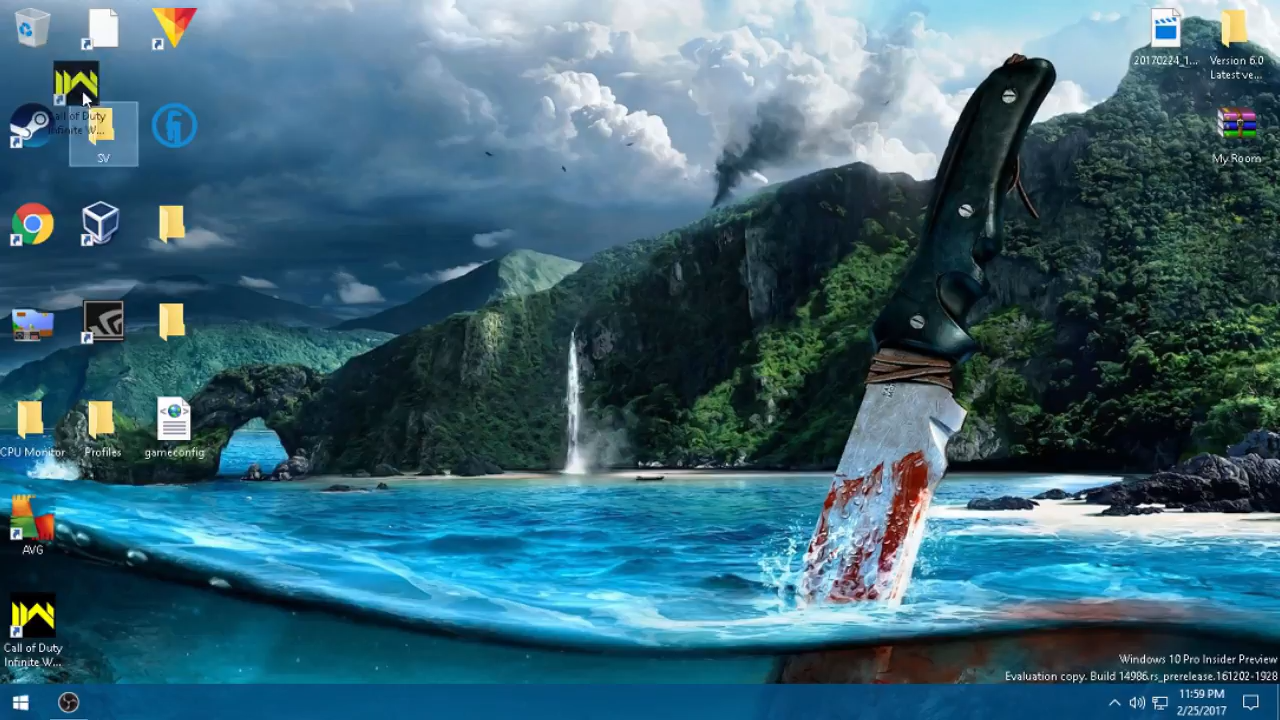 20170224_1...
Version 6.0
Latest ve...
Call of Duty
Infinite W...
SV
My Room
CPU Monitor
Profiles
gameconfig
AVG
Call of Duty
Infinite W...
Windows 10 Pro Insider Preview
Evaluation copy. Build 14986.rs_prerelease.161202-1928
11:59 PM
2/25/2017